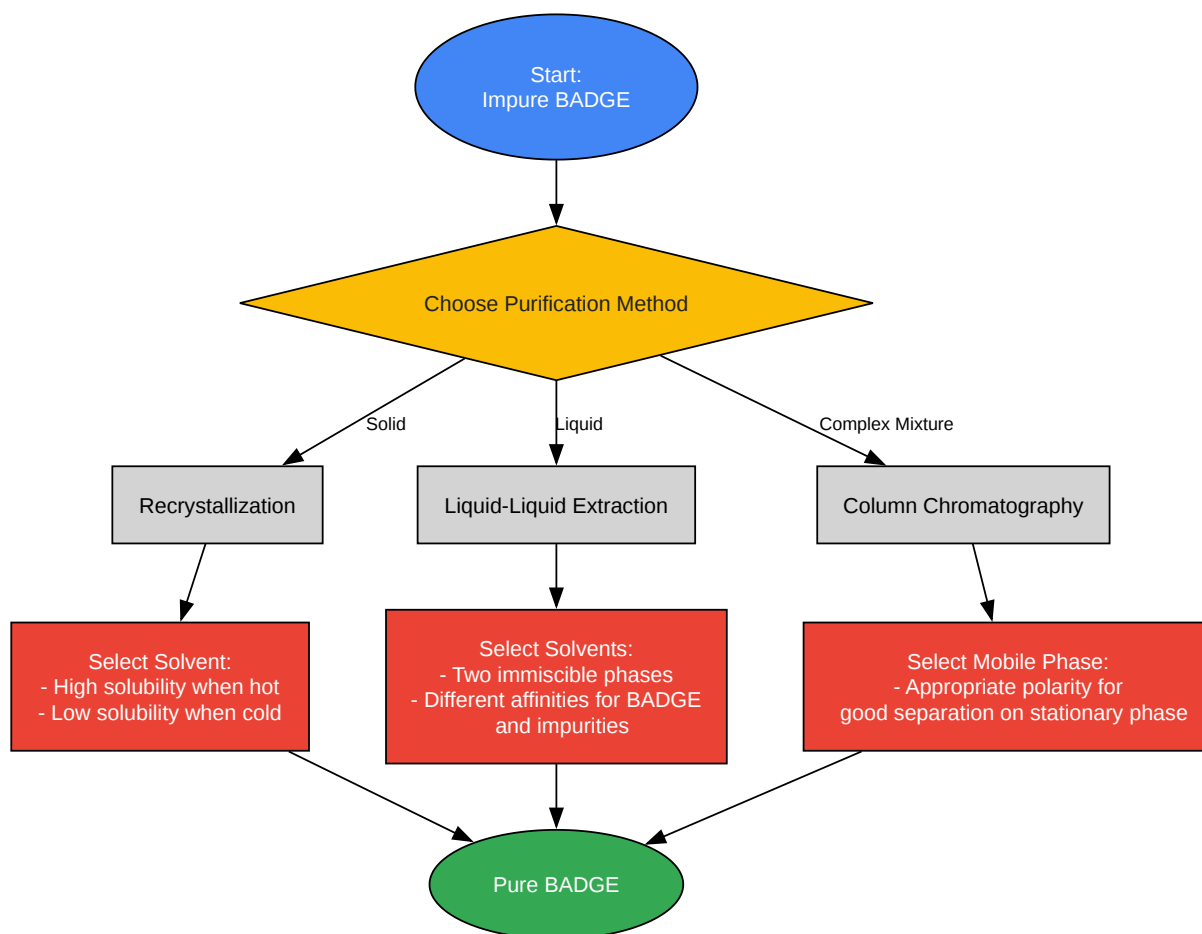 Start:
Impure BADGE
Choose Purification Method
Solid
Liquid
Complex Mixture
Recrystallization
Liquid-Liquid Extraction
Column Chromatography
Select Solvent:
- High solubility when hot
- Low solubility when cold
Select Solvents:
- Two immiscible phases
- Different affinities for BADGE
and impurities
Select Mobile Phase:
- Appropriate polarity for
good separation on stationary phase
Pure BADGE